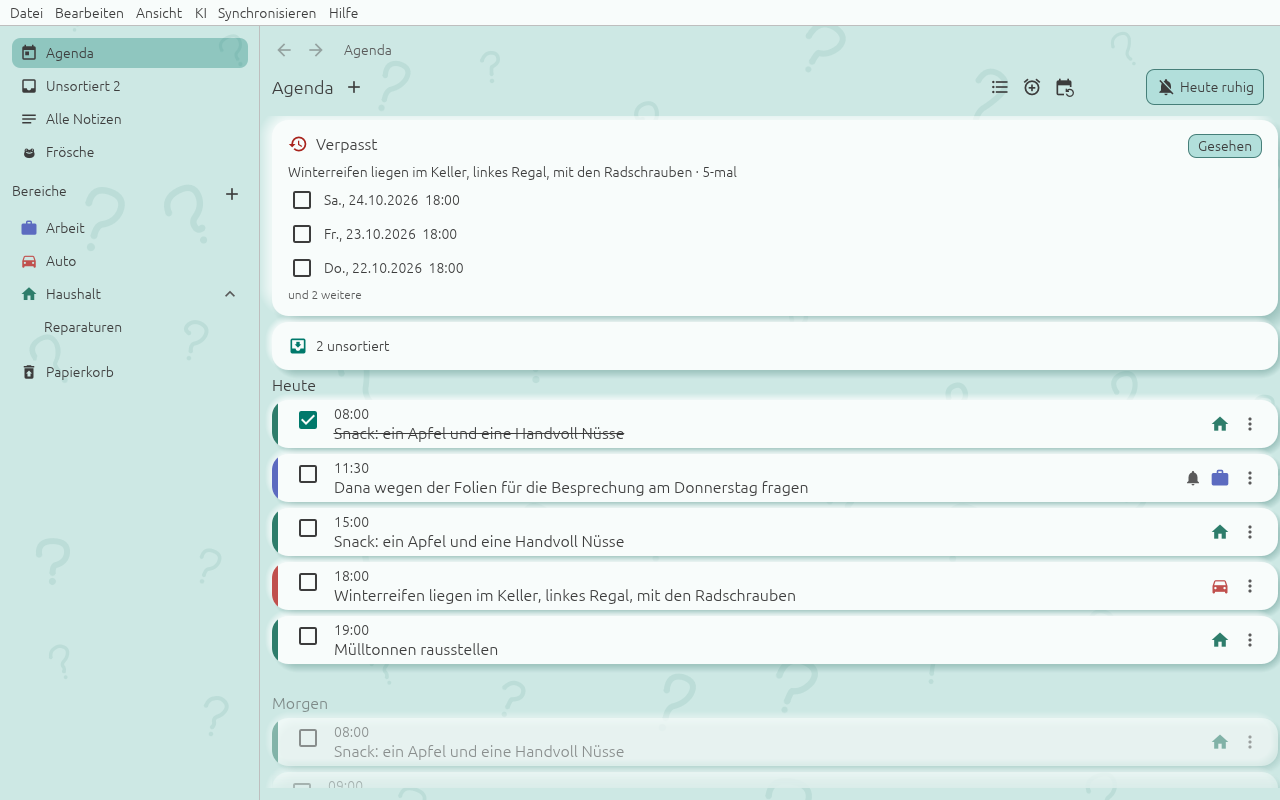 Datei Bearbeiten Ansicht KI Synchronisieren Hilfe
Agenda
Unsortiert 2
Alle Notizen
Frösche
Bereiche
Arbeit
Auto
Haushalt
Reparaturen
Papierkorb
Agenda
Agenda
Heute ruhig
Verpasst
Gesehen
Winterreifen liegen im Keller, linkes Regal, mit den Radschrauben · 5-mal
Sa., 24.10.2026 18:00
Fr., 23.10.2026 18:00
Do., 22.10.2026 18:00
und 2 weitere
2 unsortiert
Heute
08:00
Snack: ein Apfel und eine Handvoll Nüsse
11:30
Dana wegen der Folien für die Besprechung am Donnerstag fragen
15:00
Snack: ein Apfel und eine Handvoll Nüsse
18:00
Winterreifen liegen im Keller, linkes Regal, mit den Radschrauben
19:00
Mülltonnen rausstellen
Morgen
08:00
Snack: ein Apfel und eine Handvoll Nüsse
09:00